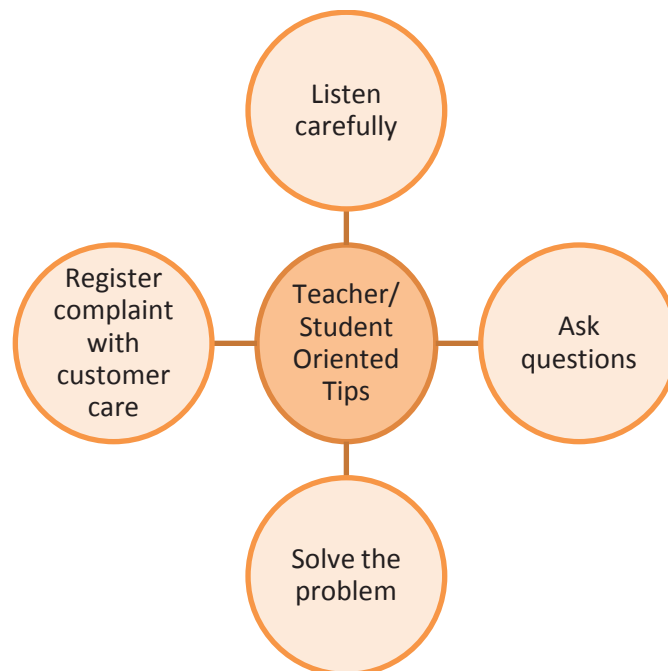 Listen
carefully
Register
complaint
with
customer
care
Teacher/
Student
Oriented
Tips
Ask
questions
Solve the
problem